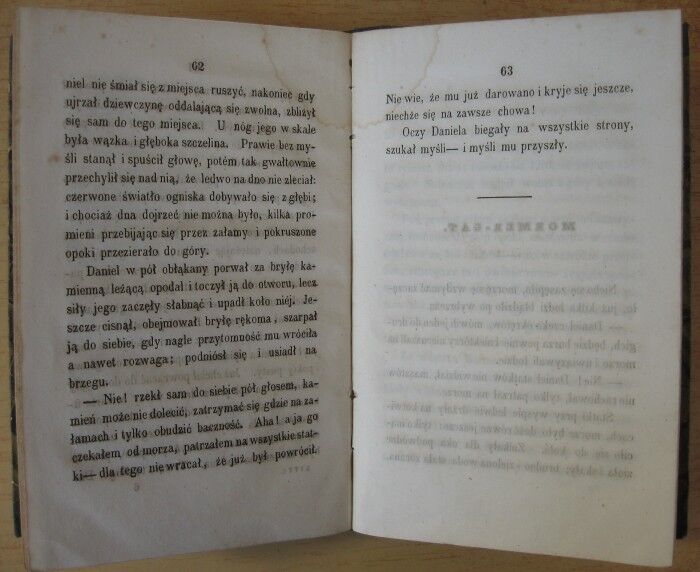 62
niel nie śmiał się z miejsca ruszyć, nakoniec gdy
ujrzał dziewczynę oddalającą się zwolna, zbliżył
się sam do tego miejsca. U nóg jego w skale
była wązka i głęboka szczelina. Prawie bez my-
śli stanął i spuścił głowę, potém tak gwałtownie
przechylił się nad nią, że ledwo na dno nie zleciał:
czerwone światło ogniska dobywało się z głębi;
i chociaż dna dojrzeć nie można było, kilka pro-
mieni przebijając się przez załamy i pokruszone
opoki przezierało do góry.
Daniel w pół obłąkany porwał za bryłę ka-
mienną leżącą opodal i toczył ją do otworu, lecz
siły jego zaczęły słabnąć i upadł koło niéj. Je-
szcze cisnął, obejmował bryłę rękoma, szarpał
ją do siebie, gdy nagle przytomność mu wróciła
a nawet rozwaga; podniósł się i usiadł na
brzegu.
— Nie! rzekł sam do siebie pół głosem, ka-
mień może nie dolecić, zatrzymać się gdzie na za-
łamach i tylko obudzić baczność. Aha! a ja go
czekałem od morza, patrzałem na wszystkie stat-
ki— dla tego nie wracał, że już był powrócił.
63
Nie wie, że mu już darowano i kryje się jeszcze,
niechże się na zawsze chowa!
Oczy Daniela biegały na wszystkie strony,
szukał myśli— i myśli mu przyszły.